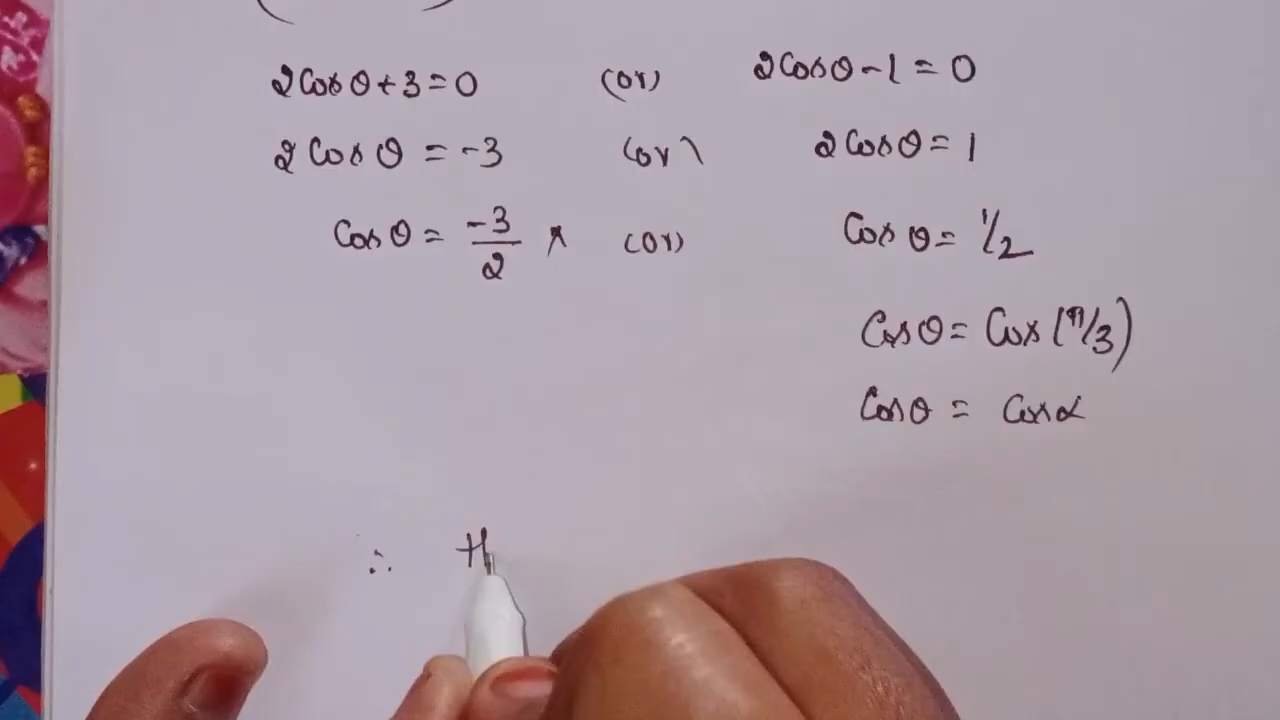 2Cosθ+3=0 (or) 2Cosθ-1=0
2Cosθ=-3 (or) 2Cosθ=1
Cosθ=-3/2 × (or) Cosθ=1/2
Cosθ=Cos(π/3)
Cosθ=Cosα
∴ H